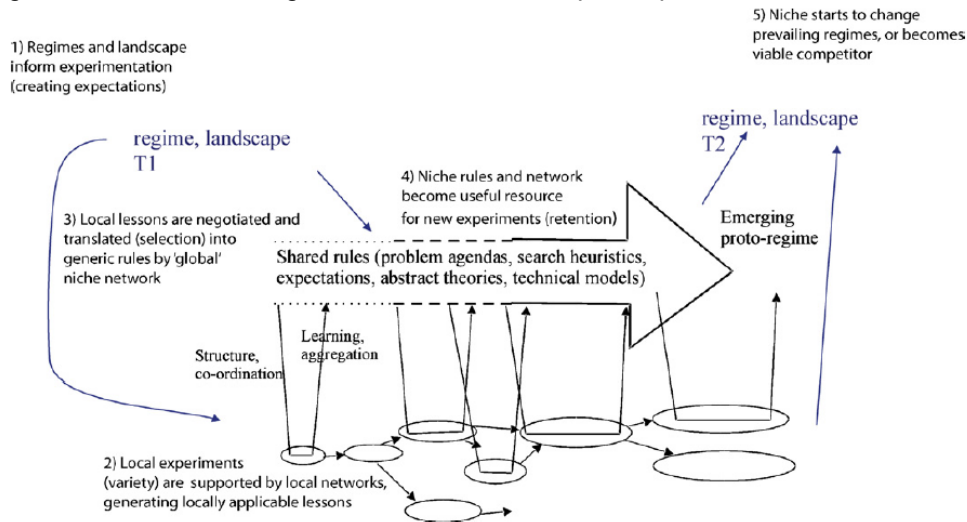 1) Regimes and landscape
inform experimentation
(creating expectations)
5) Niche starts to change
prevailing regimes, or becomes
viable competitor
regime, landscape
T1
regime, landscape
T2
4) Niche rules and network
become useful resource
for new experiments (retention)
3) Local lessons are negotiated and
translated (selection) into
generic rules by 'global'
niche network
Emerging
proto-regime
Shared rules (problem agendas, search heuristics,
expectations, abstract theories, technical models)
Learning,
aggregation
Structure,
co-ordination
2) Local experiments
(variety) are supported by local networks,
generating locally applicable lessons